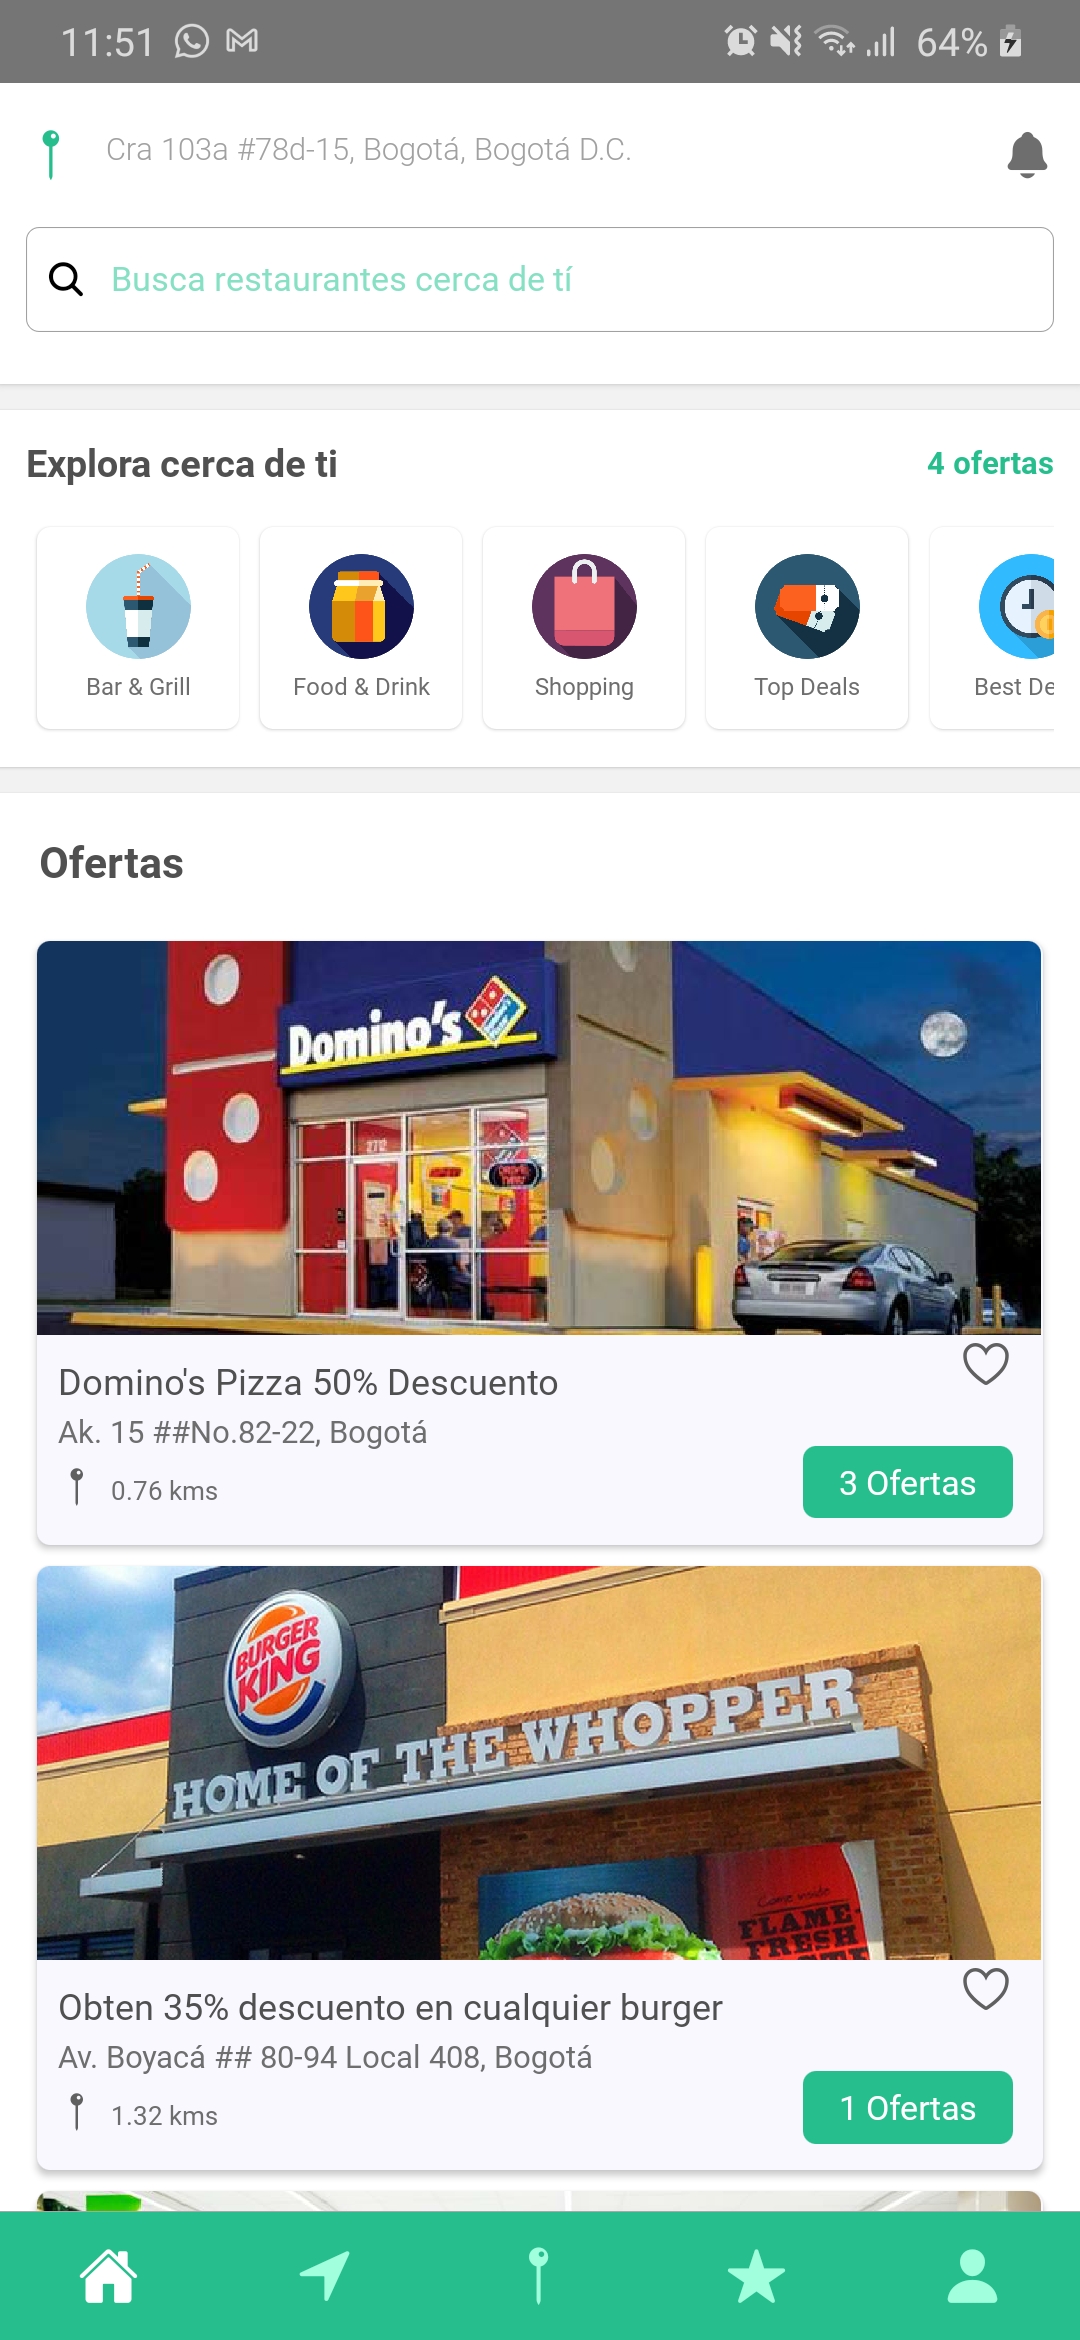 11:51
64%
Cra 103a #78d-15, Bogotá, Bogotá D.C.
Busca restaurantes cerca de tí
Explora cerca de ti
4 ofertas
Bar & Grill
Food & Drink
Shopping
Top Deals
Best De
Ofertas
Domino's
2712
Domino's Pizza 50% Descuento
Ak. 15 ##No.82-22, Bogotá
0.76 kms
3 Ofertas
BURGER
KING
HOME OF THE WHOPPER
Come inside
FLAME-
FRESH
Obten 35% descuento en cualquier burger
Av. Boyacá ## 80-94 Local 408, Bogotá
1.32 kms
1 Ofertas